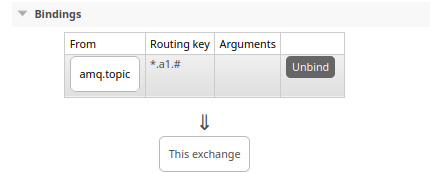 Bindings
From Routing key Arguments
amq.topic *.a1.# Unbind
This exchange